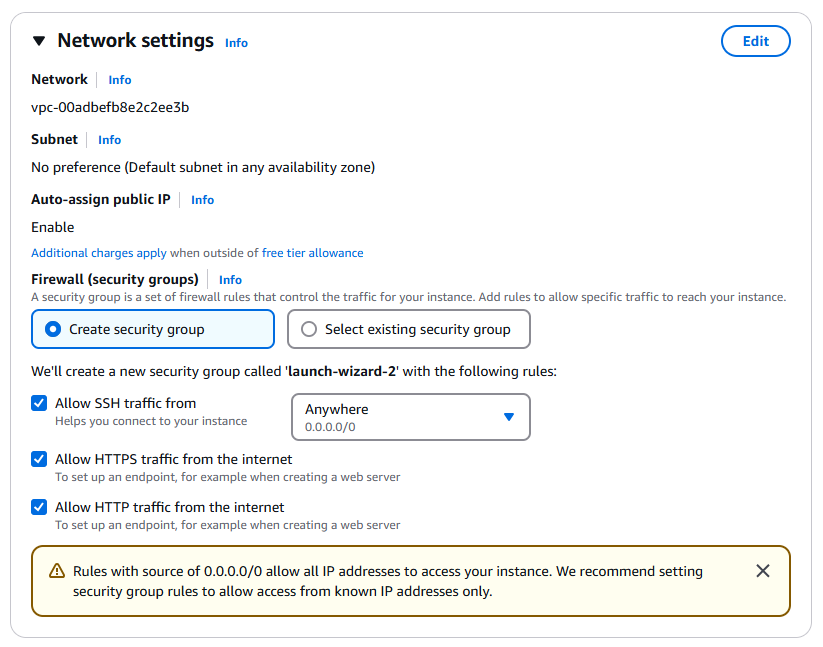 Network settings Info
Edit
Network Info
vpc-00adbefb8e2c2ee3b
Subnet Info
No preference (Default subnet in any availability zone)
Auto-assign public IP Info
Enable
Additional charges apply when outside of free tier allowance
Firewall (security groups) Info
A security group is a set of firewall rules that control the traffic for your instance. Add rules to allow specific traffic to reach your instance.
Create security group
Select existing security group
We'll create a new security group called 'launch-wizard-2' with the following rules:
Allow SSH traffic from
Helps you connect to your instance
Anywhere
0.0.0.0/0
Allow HTTPS traffic from the internet
To set up an endpoint, for example when creating a web server
Allow HTTP traffic from the internet
To set up an endpoint, for example when creating a web server
Rules with source of 0.0.0.0/0 allow all IP addresses to access your instance. We recommend setting
security group rules to allow access from known IP addresses only.